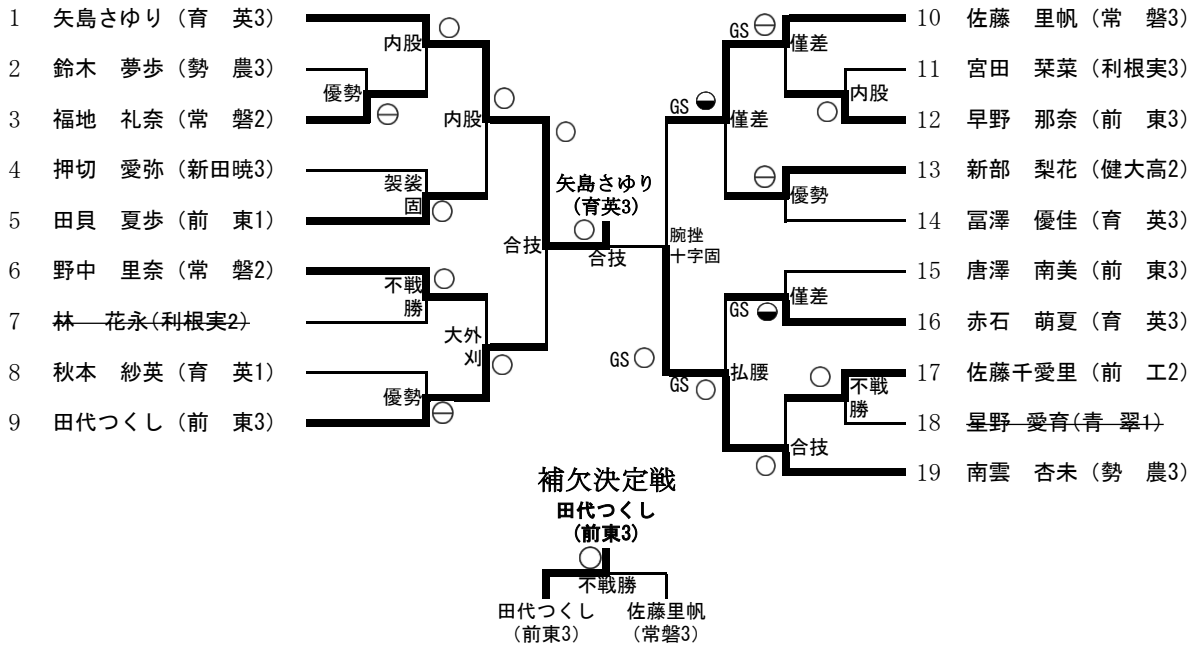 1 矢島さゆり（育　英3）
2 鈴木　夢歩（勢　農3）
3 福地　礼奈（常　磐2）
4 押切　愛弥（新田暁3）
5 田貝　夏歩（前　東1）
6 野中　里奈（常　磐2）
7 林　花永(利根実2)
8 秋本　紗英（育　英1）
9 田代つくし（前　東3）
内股
優勢
内股
袈裟
固
合技
不戦
勝
大外
刈
優勢
矢島さゆり
(育英3)
合技
GS
僅差
内股
GS
僅差
優勢
腕挫
十字固
僅差
GS
GS
GS
払腰
不戦
勝
合技
10 佐藤　里帆（常　磐3）
11 宮田　栞菜（利根実3）
12 早野　那奈（前　東3）
13 新部　梨花（健大高2）
14 冨澤　優佳（育　英3）
15 唐澤　南美（前　東3）
16 赤石　萌夏（育　英3）
17 佐藤千愛里（前　工2）
18 星野　愛育(青　翠1)
19 南雲　杏未（勢　農3）
補欠決定戦
田代つくし
(前東3)
不戦勝
田代つくし
（前東3）
佐藤里帆
（常磐3）